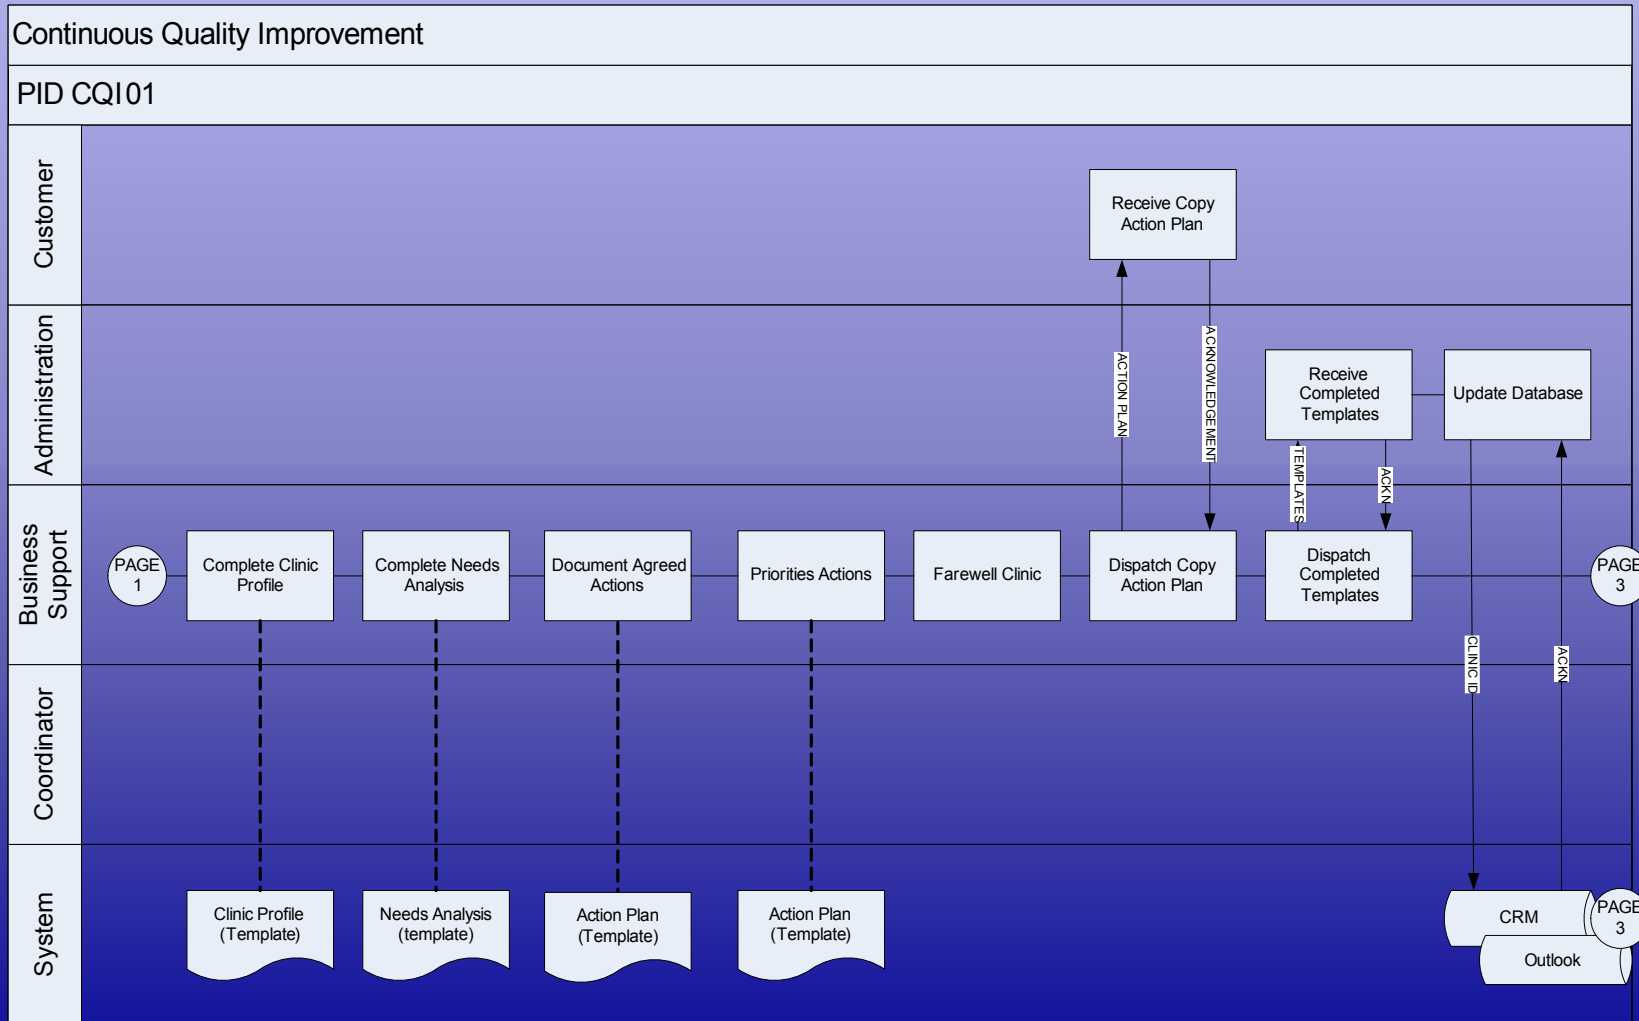 Continuous Quality Improvement
PID CQI01
Customer
Receive Copy
Action Plan
Administration
ACTION PLAN
ACKNOWLEDGEMENT
Receive
Completed
Templates
Update Database
TEMPLATES
ACKN
Business
Support
PAGE
1
Complete Clinic
Profile
Complete Needs
Analysis
Document Agreed
Actions
Priorities Actions
Farewell Clinic
Dispatch Copy
Action Plan
Dispatch
Completed
Templates
PAGE
3
CLINIC ID
ACKN
Coordinator
System
Clinic Profile
(Template)
Needs Analysis
(template)
Action Plan
(Template)
Action Plan
(Template)
CRM
PAGE
3
Outlook